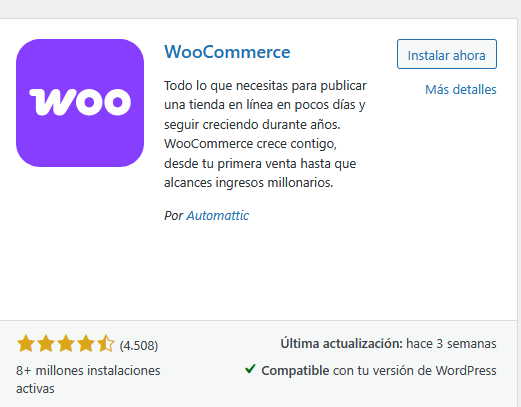 woo
WooCommerce
Instalar ahora
Más detalles
Todo lo que necesitas para publicar
una tienda en línea en pocos días y
seguir creciendo durante años.
WooCommerce crece contigo,
desde tu primera venta hasta que
alcances ingresos millonarios.
Por Automattic
(4.508)
8+ millones instalaciones
activas
Última actualización: hace 3 semanas
Compatible con tu versión de WordPress